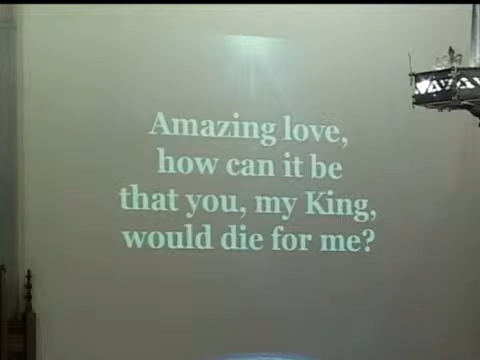 Amazing love,
how can it be
that you, my King,
would die for me?